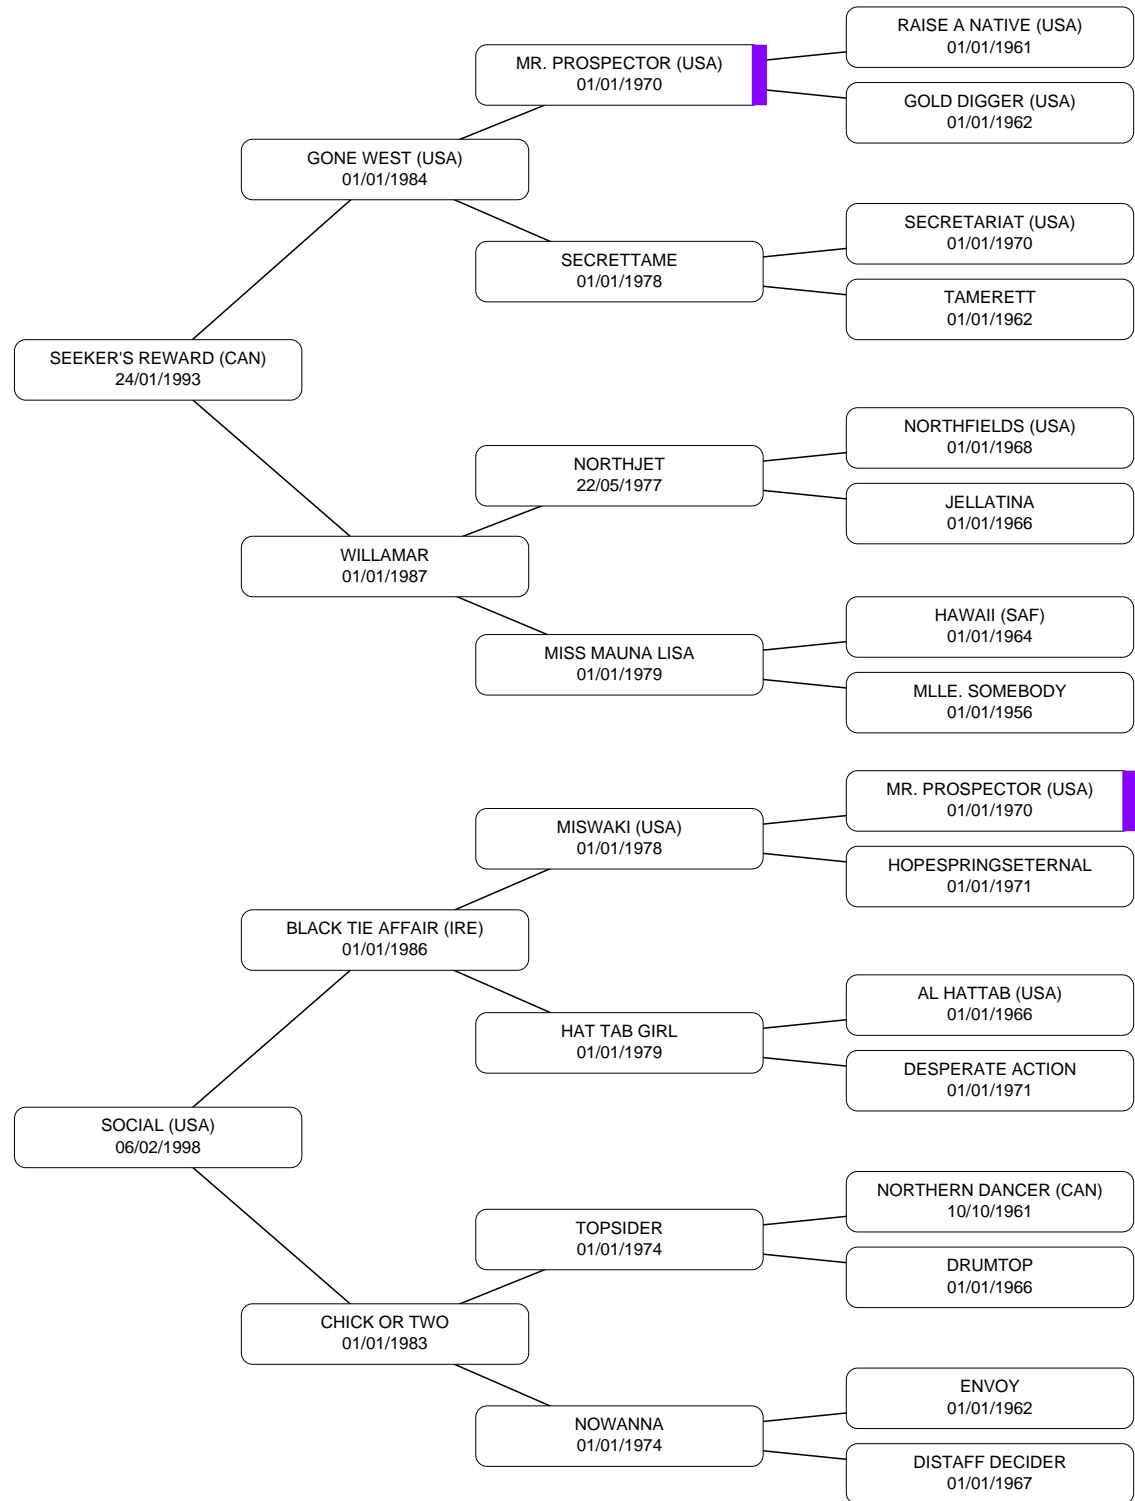 RAISE A NATIVE (USA)
01/01/1961
MR. PROSPECTOR (USA)
01/01/1970
GOLD DIGGER (USA)
01/01/1962
GONE WEST (USA)
01/01/1984
SECRETARIAT (USA)
01/01/1970
SECRETTAME
01/01/1978
TAMERETT
01/01/1962
SEEKER'S REWARD (CAN)
24/01/1993
NORTHFIELDS (USA)
01/01/1968
NORTHJET
22/05/1977
JELLATINA
01/01/1966
WILLAMAR
01/01/1987
HAWAII (SAF)
01/01/1964
MISS MAUNA LISA
01/01/1979
MLLE. SOMEBODY
01/01/1956
MR. PROSPECTOR (USA)
01/01/1970
MISWAKI (USA)
01/01/1978
HOPESPRINGSETERNAL
01/01/1971
BLACK TIE AFFAIR (IRE)
01/01/1986
AL HATTAB (USA)
01/01/1966
HAT TAB GIRL
01/01/1979
DESPERATE ACTION
01/01/1971
SOCIAL (USA)
06/02/1998
NORTHERN DANCER (CAN)
10/10/1961
TOPSIDER
01/01/1974
DRUMTOP
01/01/1966
CHICK OR TWO
01/01/1983
ENVOY
01/01/1962
NOWANNA
01/01/1974
DISTAFF DECIDER
01/01/1967